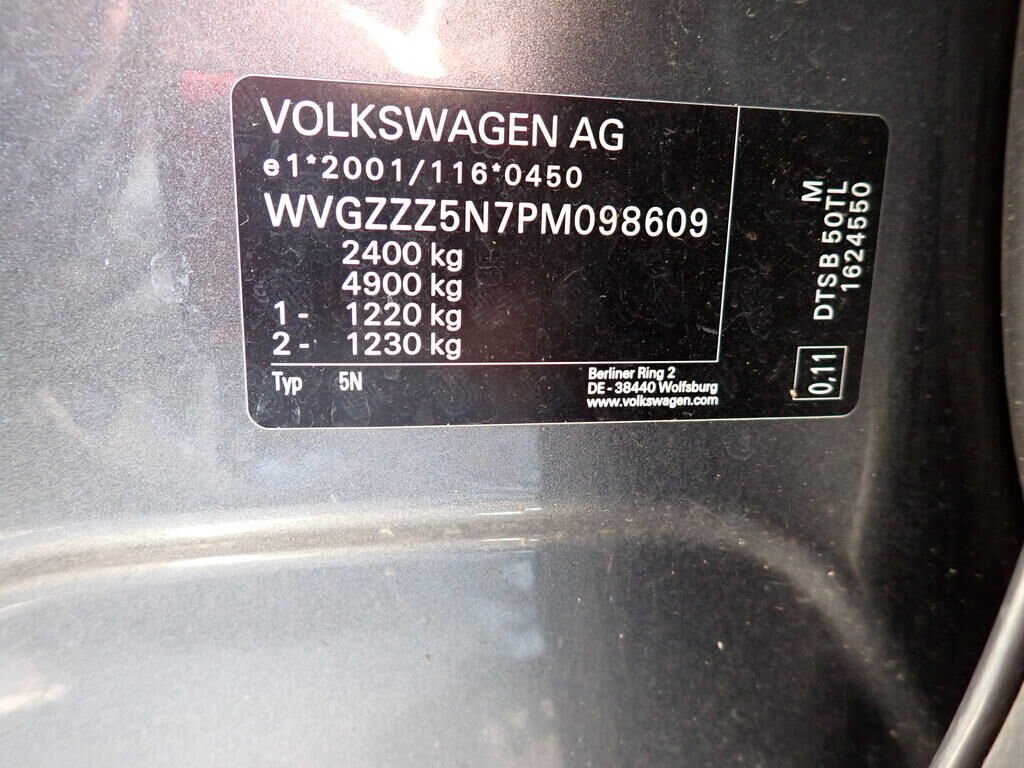 VOLKSWAGEN AG
e1*2001/116*0450
WVGZZZ5N7PM098609
2400 kg
4900 kg
1- 1220 kg
2- 1230 kg
Typ 5N
Berliner Ring 2
DE - 38440 Wolfsburg
www.volkswagen.com
M
DTSB 50TL
1624550
0,11